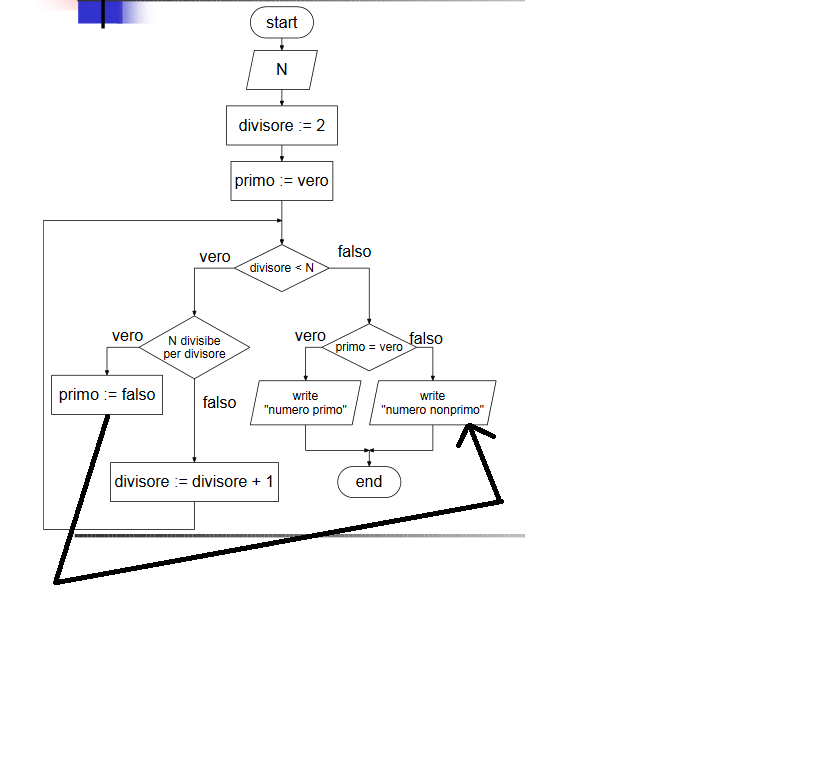 start
N
divisore := 2
primo := vero
vero
falso
divisore < N
vero
N divisibe
per divisore
vero
primo = vero
falso
primo := falso
falso
write
"numero primo"
write
"numero nonprimo"
divisore := divisore + 1
end